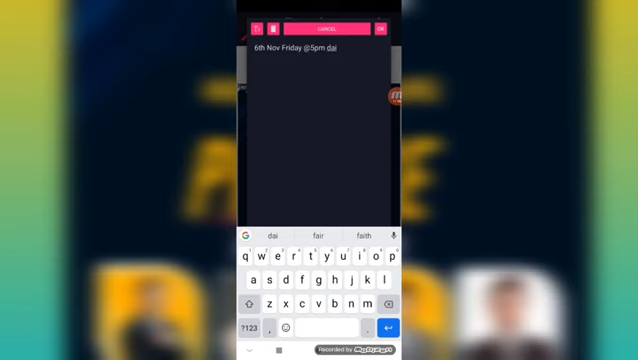 CANCEL OK
6th Nov Friday @5pm dai
dai fair faith
q w e r t y u i o p
a s d f g h j k l
z x c v b n m
?123 , .
Recorded by